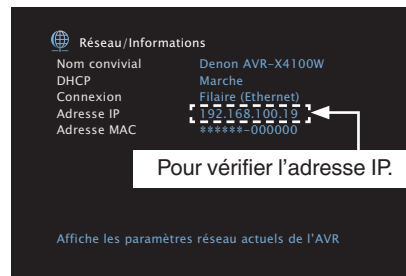 Réseau/Informations
Nom convivial Denon AVR-X4100W
DHCP Marche
Connexion Filaire (Ethernet)
Adresse IP 192.168.100.19
Adresse MAC ******-000000
Pour vérifier l'adresse IP.
Affiche les paramètres réseau actuels de l'AVR